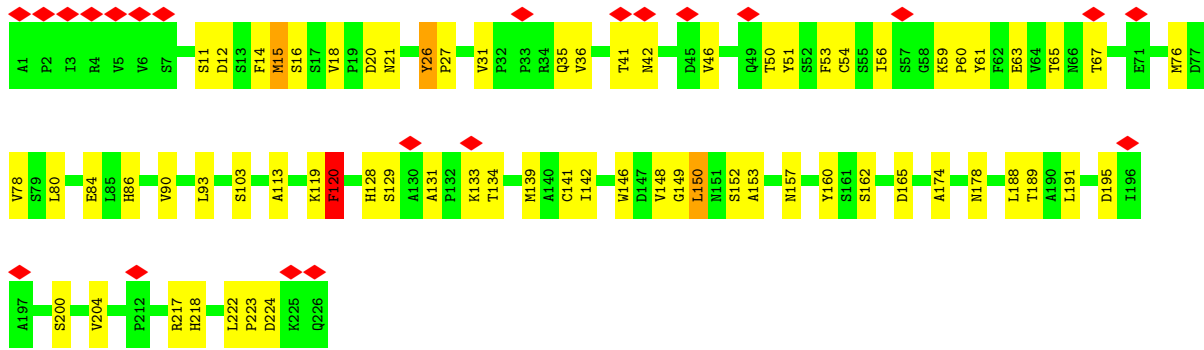 A1 P2 I3 R4 V5 V6 S7 S11 D12 S13 F14 M15 S16 S17 V18 P19 D20 N21 Y26 P27 V31 P32 P33 R34 Q35 V36 T41 N42 D45 V46 Q49 T50 Y51 S52 F53 C54 S55 I56 S57 G58 K59 P60 Y61 F62 E63 V64 T65 N66 T67 E71 M76 D77
V78 S79 L80 E84 L85 H86 V90 L93 S103 A113 K119 F120 H128 S129 A130 A131 P132 K133 T134 M139 A140 C141 I142 W146 D147 V148 G149 L150 N151 S152 A153 N157 Y160 S161 S162 D165 A174 N178 L188 T189 A190 L191 D195 I196
A197 S200 V204 P212 R217 H218 L222 P223 D224 K225 Q226